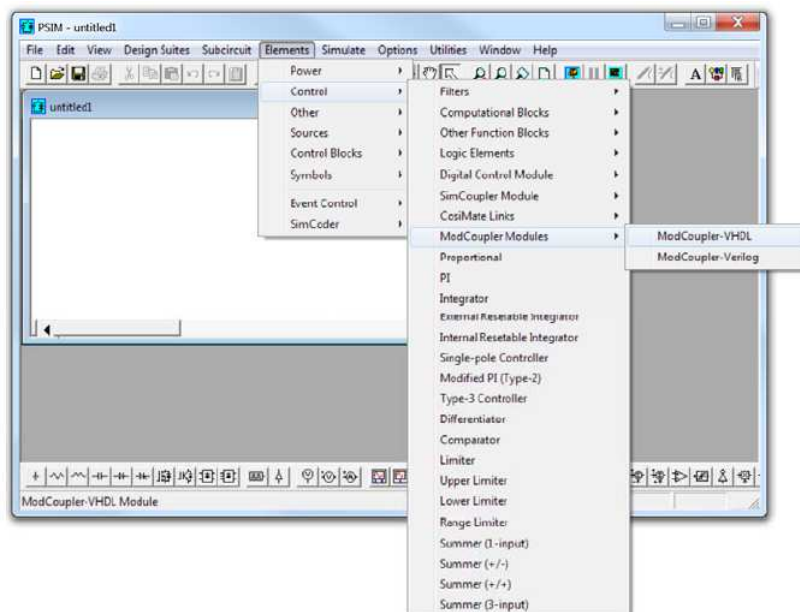 PSIM - untitled1
File Edit View Design Suites Subcircuit Elements Simulate Options Utilities Window Help
untitled1
Power
Control
Other
Sources
Control Blocks
Symbols
Event Control
SimCoder
Filters
Computational Blocks
Other Function Blocks
Logic Elements
Digital Control Module
SimCoupler Module
CosiMate Links
ModCoupler Modules
Proportional
PI
Integrator
External Resetable Integrator
Internal Resetable Integrator
Single-pole Controller
Modified PI (Type-2)
Type-3 Controller
Differentiator
Comparator
Limiter
Upper Limiter
Lower Limiter
Range Limiter
Summer (1-input)
Summer (+/-)
Summer (+/+)
Summer (3-input)
ModCoupler-VHDL
ModCoupler-Verilog
ModCoupler-VHDL Module